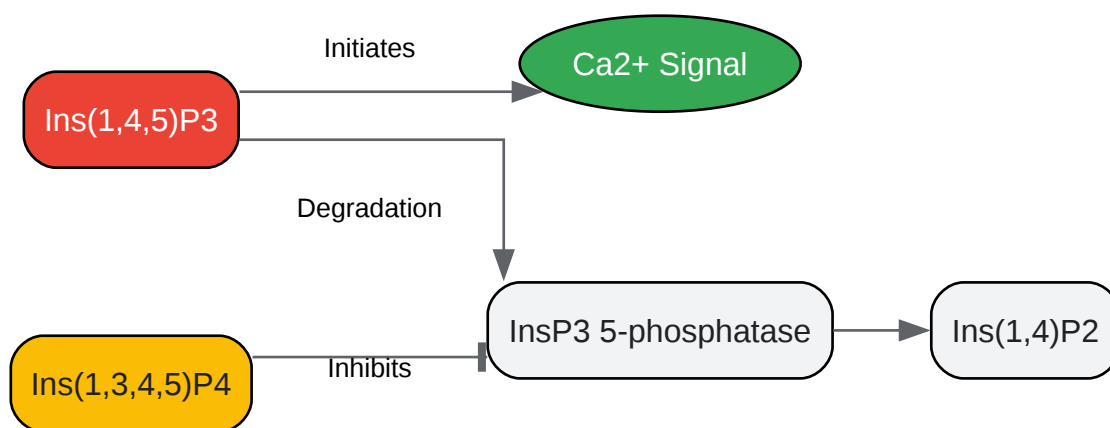 Initiates
Ca2+ Signal
Ins(1,4,5)P3
Degradation
InsP3 5-phosphatase
Ins(1,4)P2
Inhibits
Ins(1,3,4,5)P4